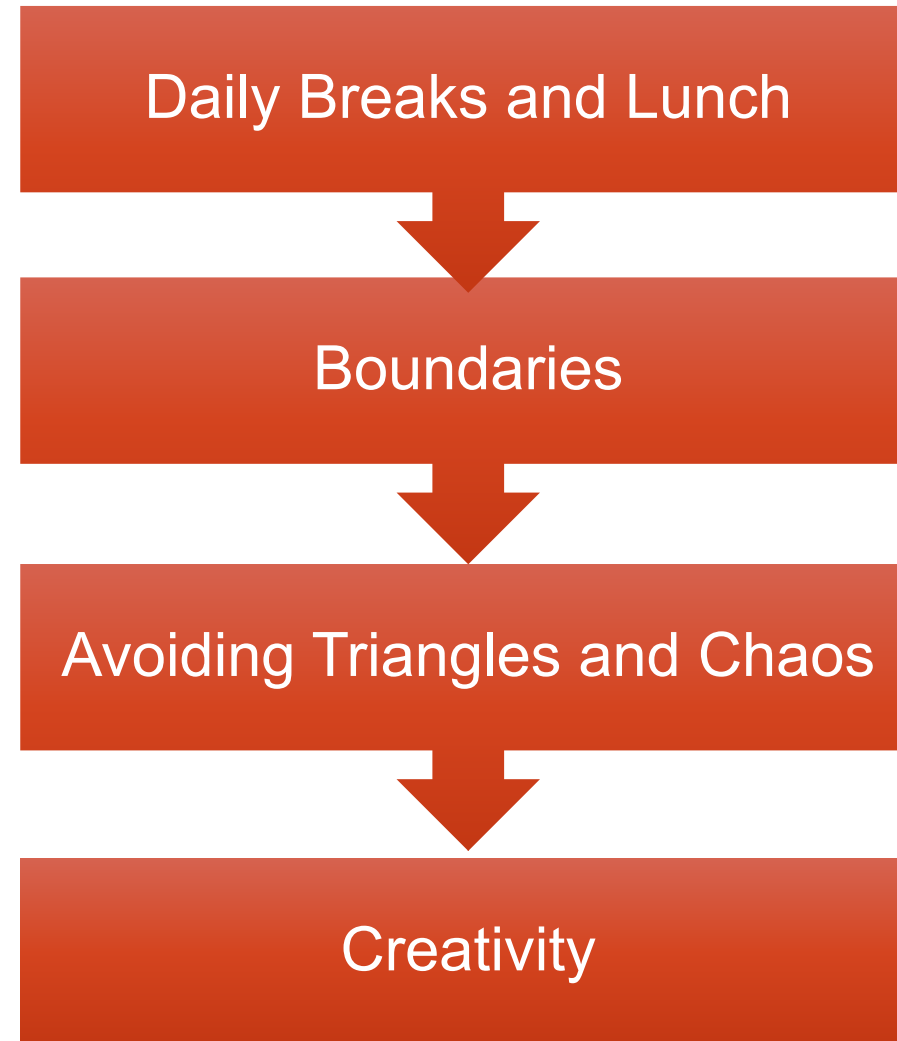 Daily Breaks and Lunch
Boundaries
Avoiding Triangles and Chaos
Creativity